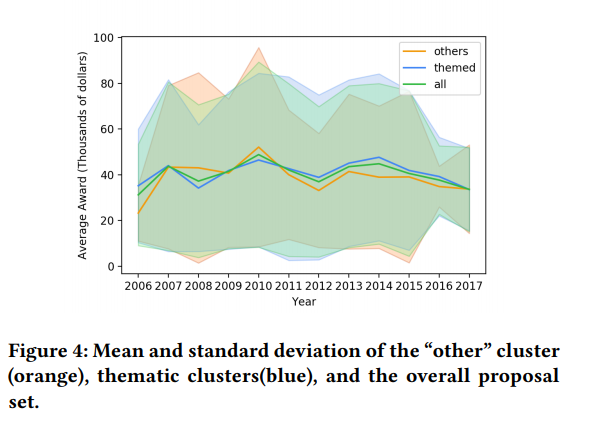 100
80
60
40
20
0
Average Award (Thousands of dollars)
others
themed
all
2006 2007 2008 2009 2010 2011 2012 2013 2014 2015 2016 2017
Year
Figure 4: Mean and standard deviation of the “other” cluster
(orange), thematic clusters(blue), and the overall proposal
set.